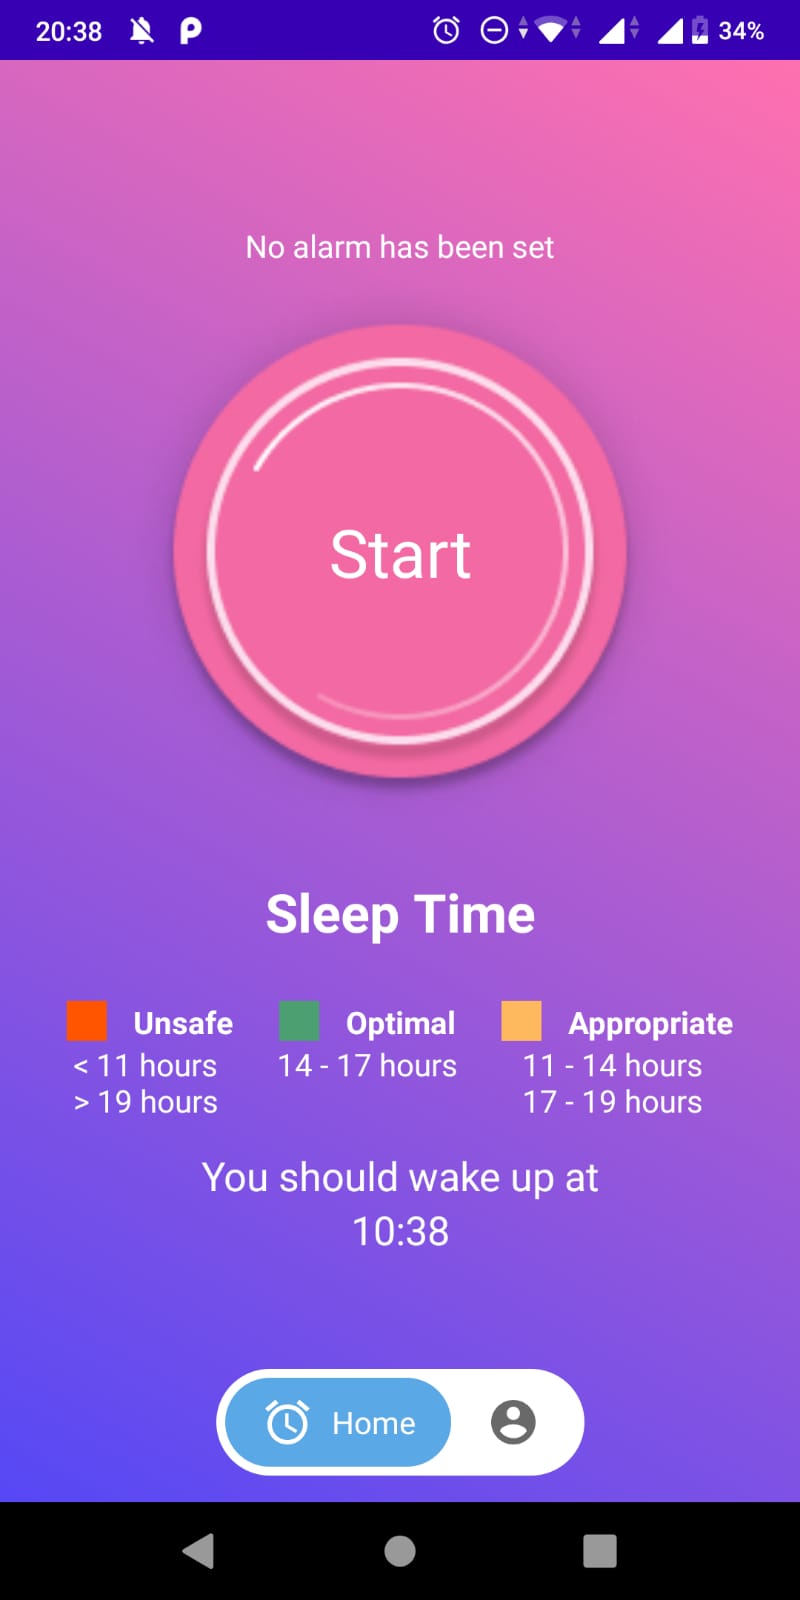 20:38 34%
No alarm has been set
Start
Sleep Time
Unsafe Optimal Appropriate
< 11 hours 14 - 17 hours 11 - 14 hours
> 19 hours 17 - 19 hours
You should wake up at
10:38
Home